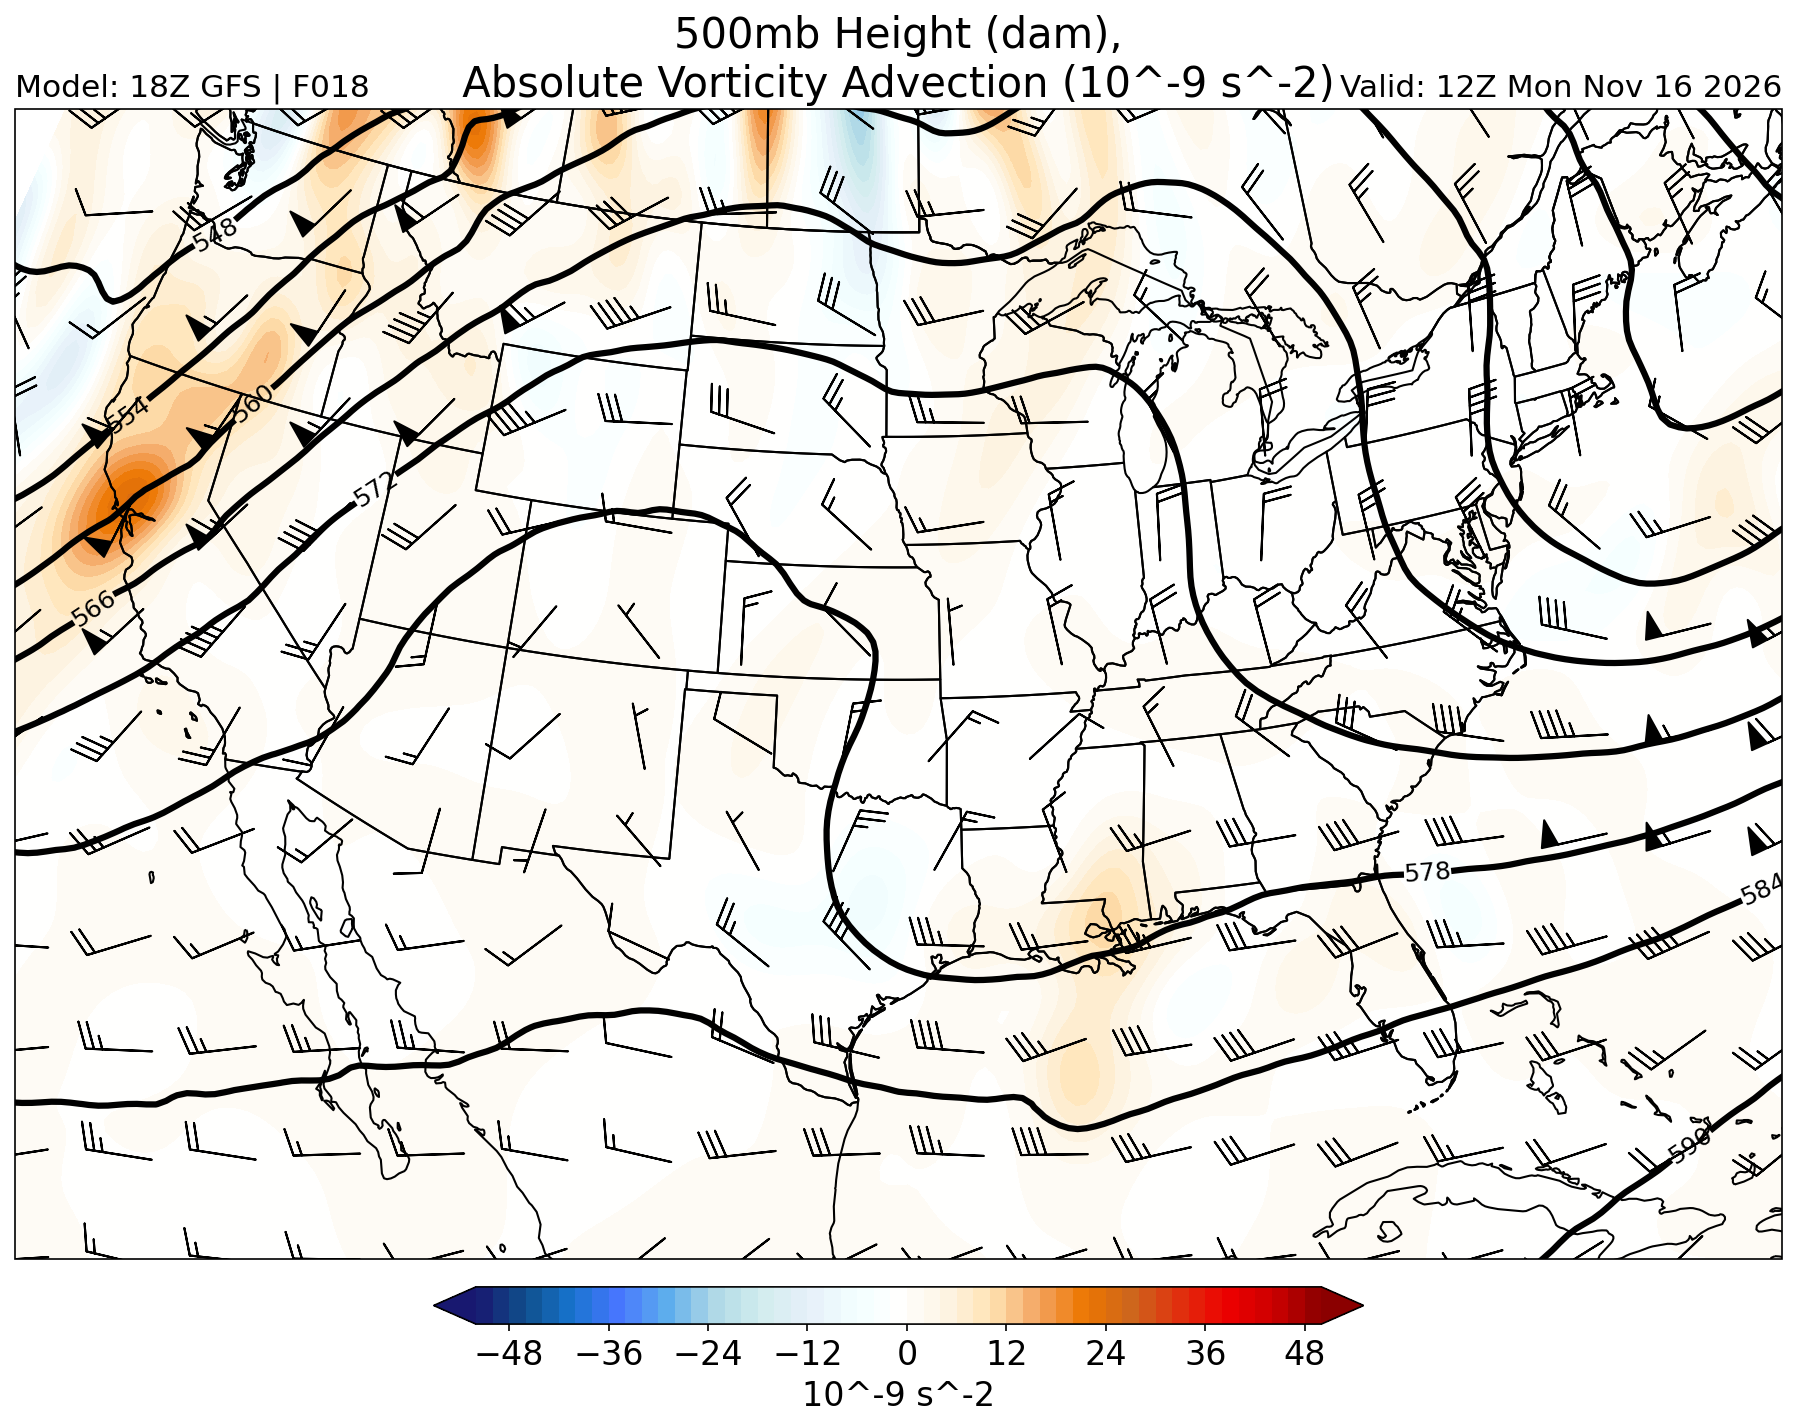 500mb Height (dam),
Model: 18Z GFS | F018
Absolute Vorticity Advection (10^-9 s^-2)
Valid: 12Z Mon Nov 16 2026
548
554
560
572
566
578
584
590
−48 −36 −24 −12 0 12 24 36 48
10^-9 s^-2